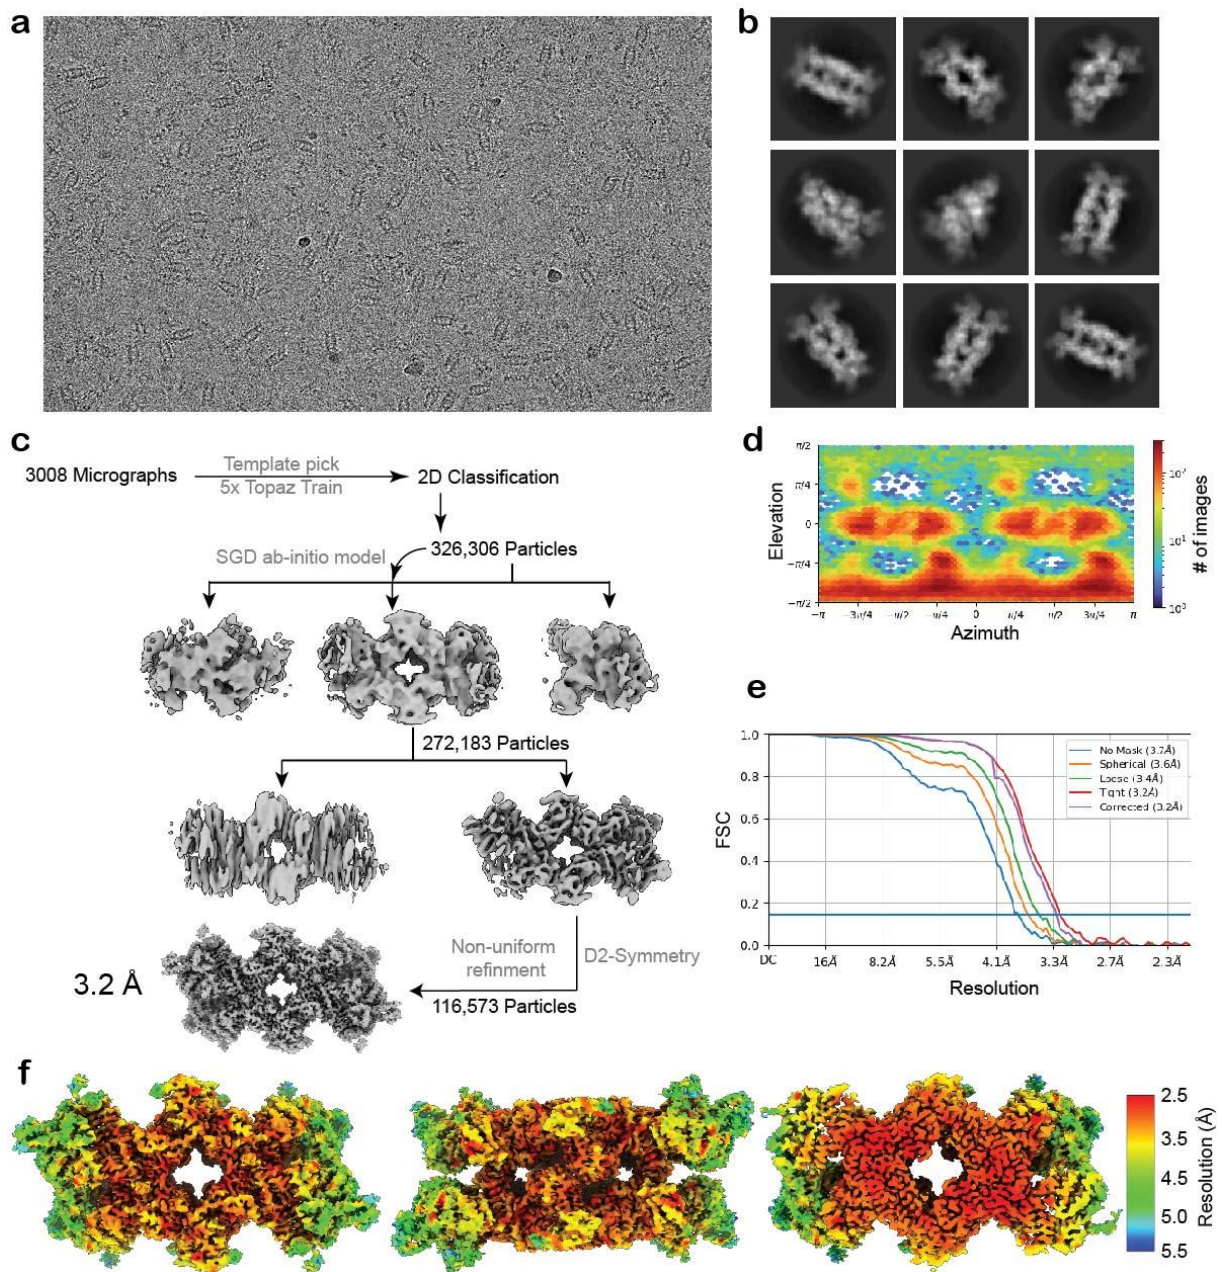 a
b
c
3008 Micrographs
Template pick
5x Topaz Train
2D Classification
SGD ab-initio model
326,306 Particles
272,183 Particles
Non-uniform
refinment
D2-Symmetry
116,573 Particles
3.2 Å
d
Elevation
π/2
π/4
0
−π/4
−π/2
−π
−3π/4
−π/2
−π/4
0
π/4
π/2
3π/4
π
Azimuth
10²
10¹
10⁰
# of images
e
FSC
1.0
0.8
0.6
0.4
0.2
0.0
DC
16Å
8.2Å
5.5Å
4.1Å
3.3Å
2.7Å
2.3Å
Resolution
No Mask (3.7Å)
Spherical (3.6Å)
Loose (3.4Å)
Tight (3.2Å)
Corrected (3.2Å)
f
2.5
3.5
4.5
5.0
5.5
Resolution (Å)